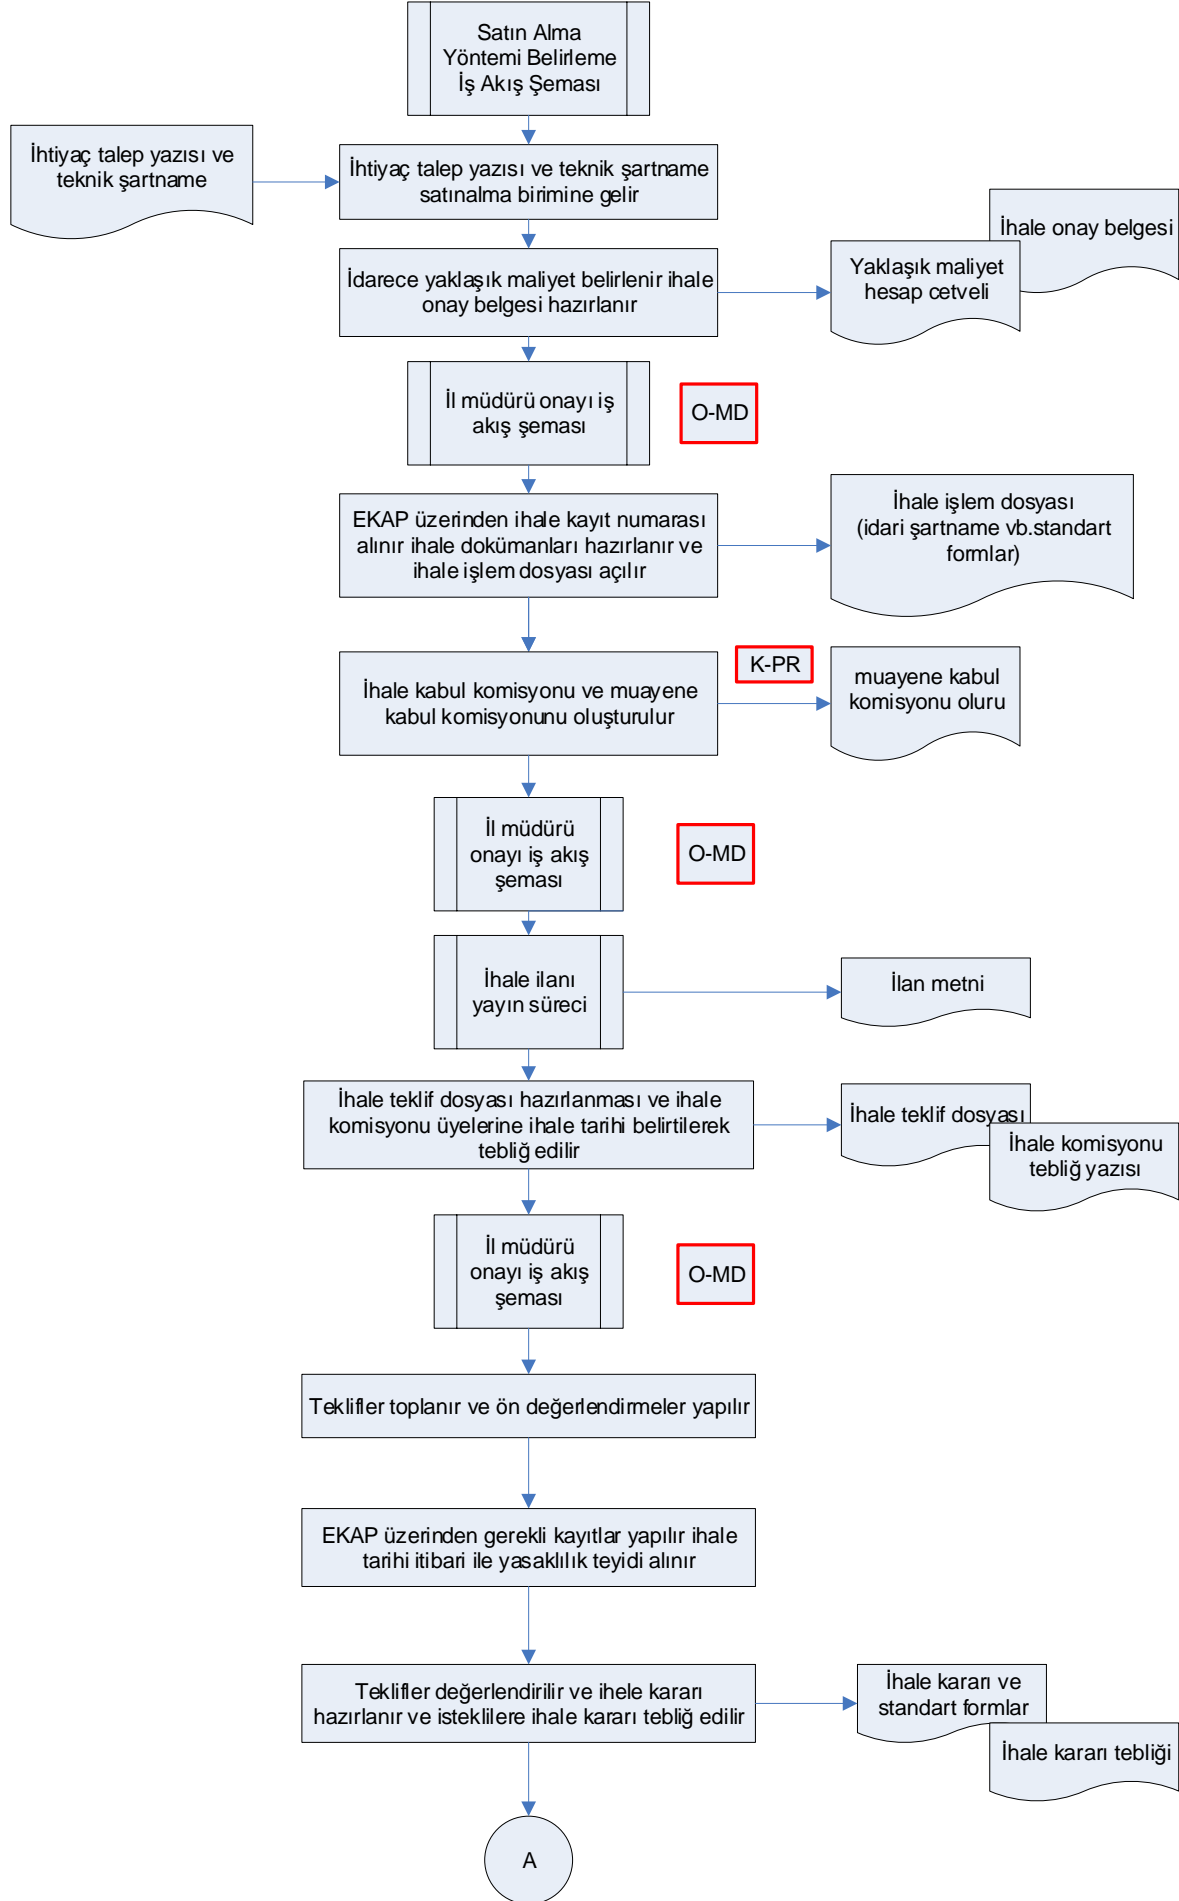 Satın Alma
Yöntemi Belirleme
İş Akış Şeması
İhtiyaç talep yazısı ve
teknik şartname
İhtiyaç talep yazısı ve teknik şartname
satınalma birimine gelir
İhale onay belgesi
İdarece yaklaşık maliyet belirlenir ihale
onay belgesi hazırlanır
Yaklaşık maliyet
hesap cetveli
İl müdürü onayı iş
akış şeması
O-MD
EKAP üzerinden ihale kayıt numarası
alınır ihale dokümanları hazırlanır ve
ihale işlem dosyası açılır
İhale işlem dosyası
(idari şartname vb.standart
formlar)
İhale kabul komisyonu ve muayene
kabul komisyonunu oluşturulur
K-PR
muayene kabul
komisyonu oluru
İl müdürü
onayı iş akış
şeması
O-MD
İhale ilanı
yayın süreci
İlan metni
İhale teklif dosyası hazırlanması ve ihale
komisyonu üyelerine ihale tarihi belirtilerek
tebliğ edilir
İhale teklif dosyası
İhale komisyonu
tebliğ yazısı
İl müdürü
onayı iş akış
şeması
O-MD
Teklifler toplanır ve ön değerlendirmeler yapılır
EKAP üzerinden gerekli kayıtlar yapılır ihale
tarihi itibari ile yasaklılık teyidi alınır
Teklifler değerlendirilir ve ihele kararı
hazırlanır ve isteklilere ihale kararı tebliğ edilir
İhale kararı ve
standart formlar
İhale kararı tebliği
A